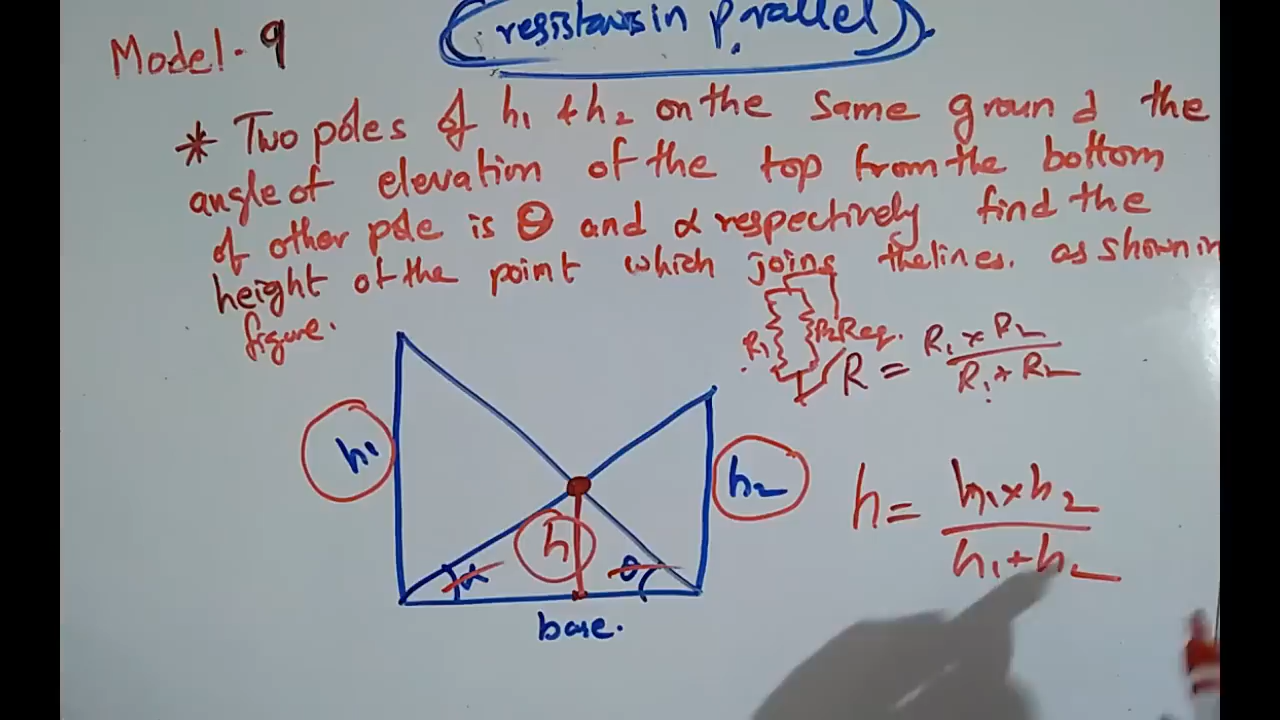 Model-9
(resistors in parallel).
* Two poles of h₁ & h₂ on the same ground the
angle of elevation of the top from the bottom
of other pole is θ and α respectively find the
height of the point which joins the lines. as shown in
figure.
R₁
R₂
Req.
R = R₁ × R₂ / R₁ + R₂
h₁
h₂
h
α
θ
base.
h = h₁ × h₂ / h₁ + h₂